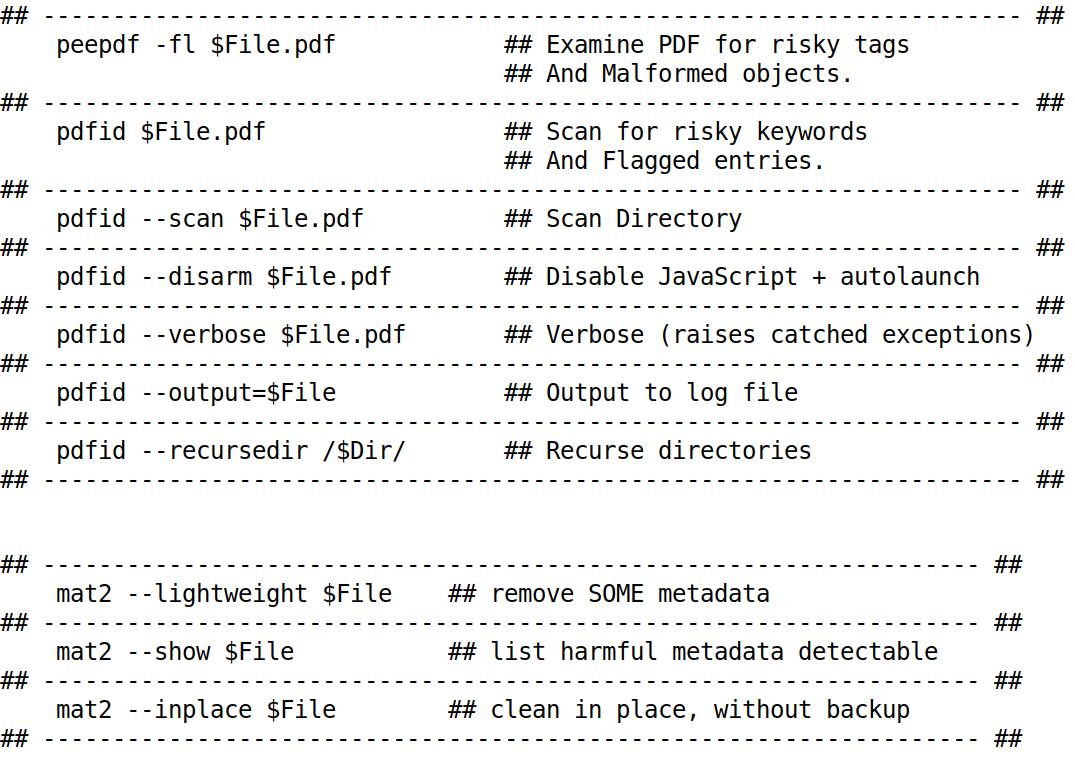 ## ---------------------------------------------------------------------- ##
    peepdf -fl $File.pdf            ## Examine PDF for risky tags
                                    ## And Malformed objects.
## ---------------------------------------------------------------------- ##
    pdfid $File.pdf                 ## Scan for risky keywords
                                    ## And Flagged entries.
## ---------------------------------------------------------------------- ##
    pdfid --scan $File.pdf          ## Scan Directory
## ---------------------------------------------------------------------- ##
    pdfid --disarm $File.pdf        ## Disable JavaScript + autolaunch
## ---------------------------------------------------------------------- ##
    pdfid --verbose $File.pdf       ## Verbose (raises catched exceptions)
## ---------------------------------------------------------------------- ##
    pdfid --output=$File            ## Output to log file
## ---------------------------------------------------------------------- ##
    pdfid --recursedir /$Dir/       ## Recurse directories
## ---------------------------------------------------------------------- ##
## ------------------------------------------------------------------- ##
    mat2 --lightweight $File    ## remove SOME metadata
## ------------------------------------------------------------------- ##
    mat2 --show $File           ## list harmful metadata detectable
## ------------------------------------------------------------------- ##
    mat2 --inplace $File        ## clean in place, without backup
## ------------------------------------------------------------------- ##